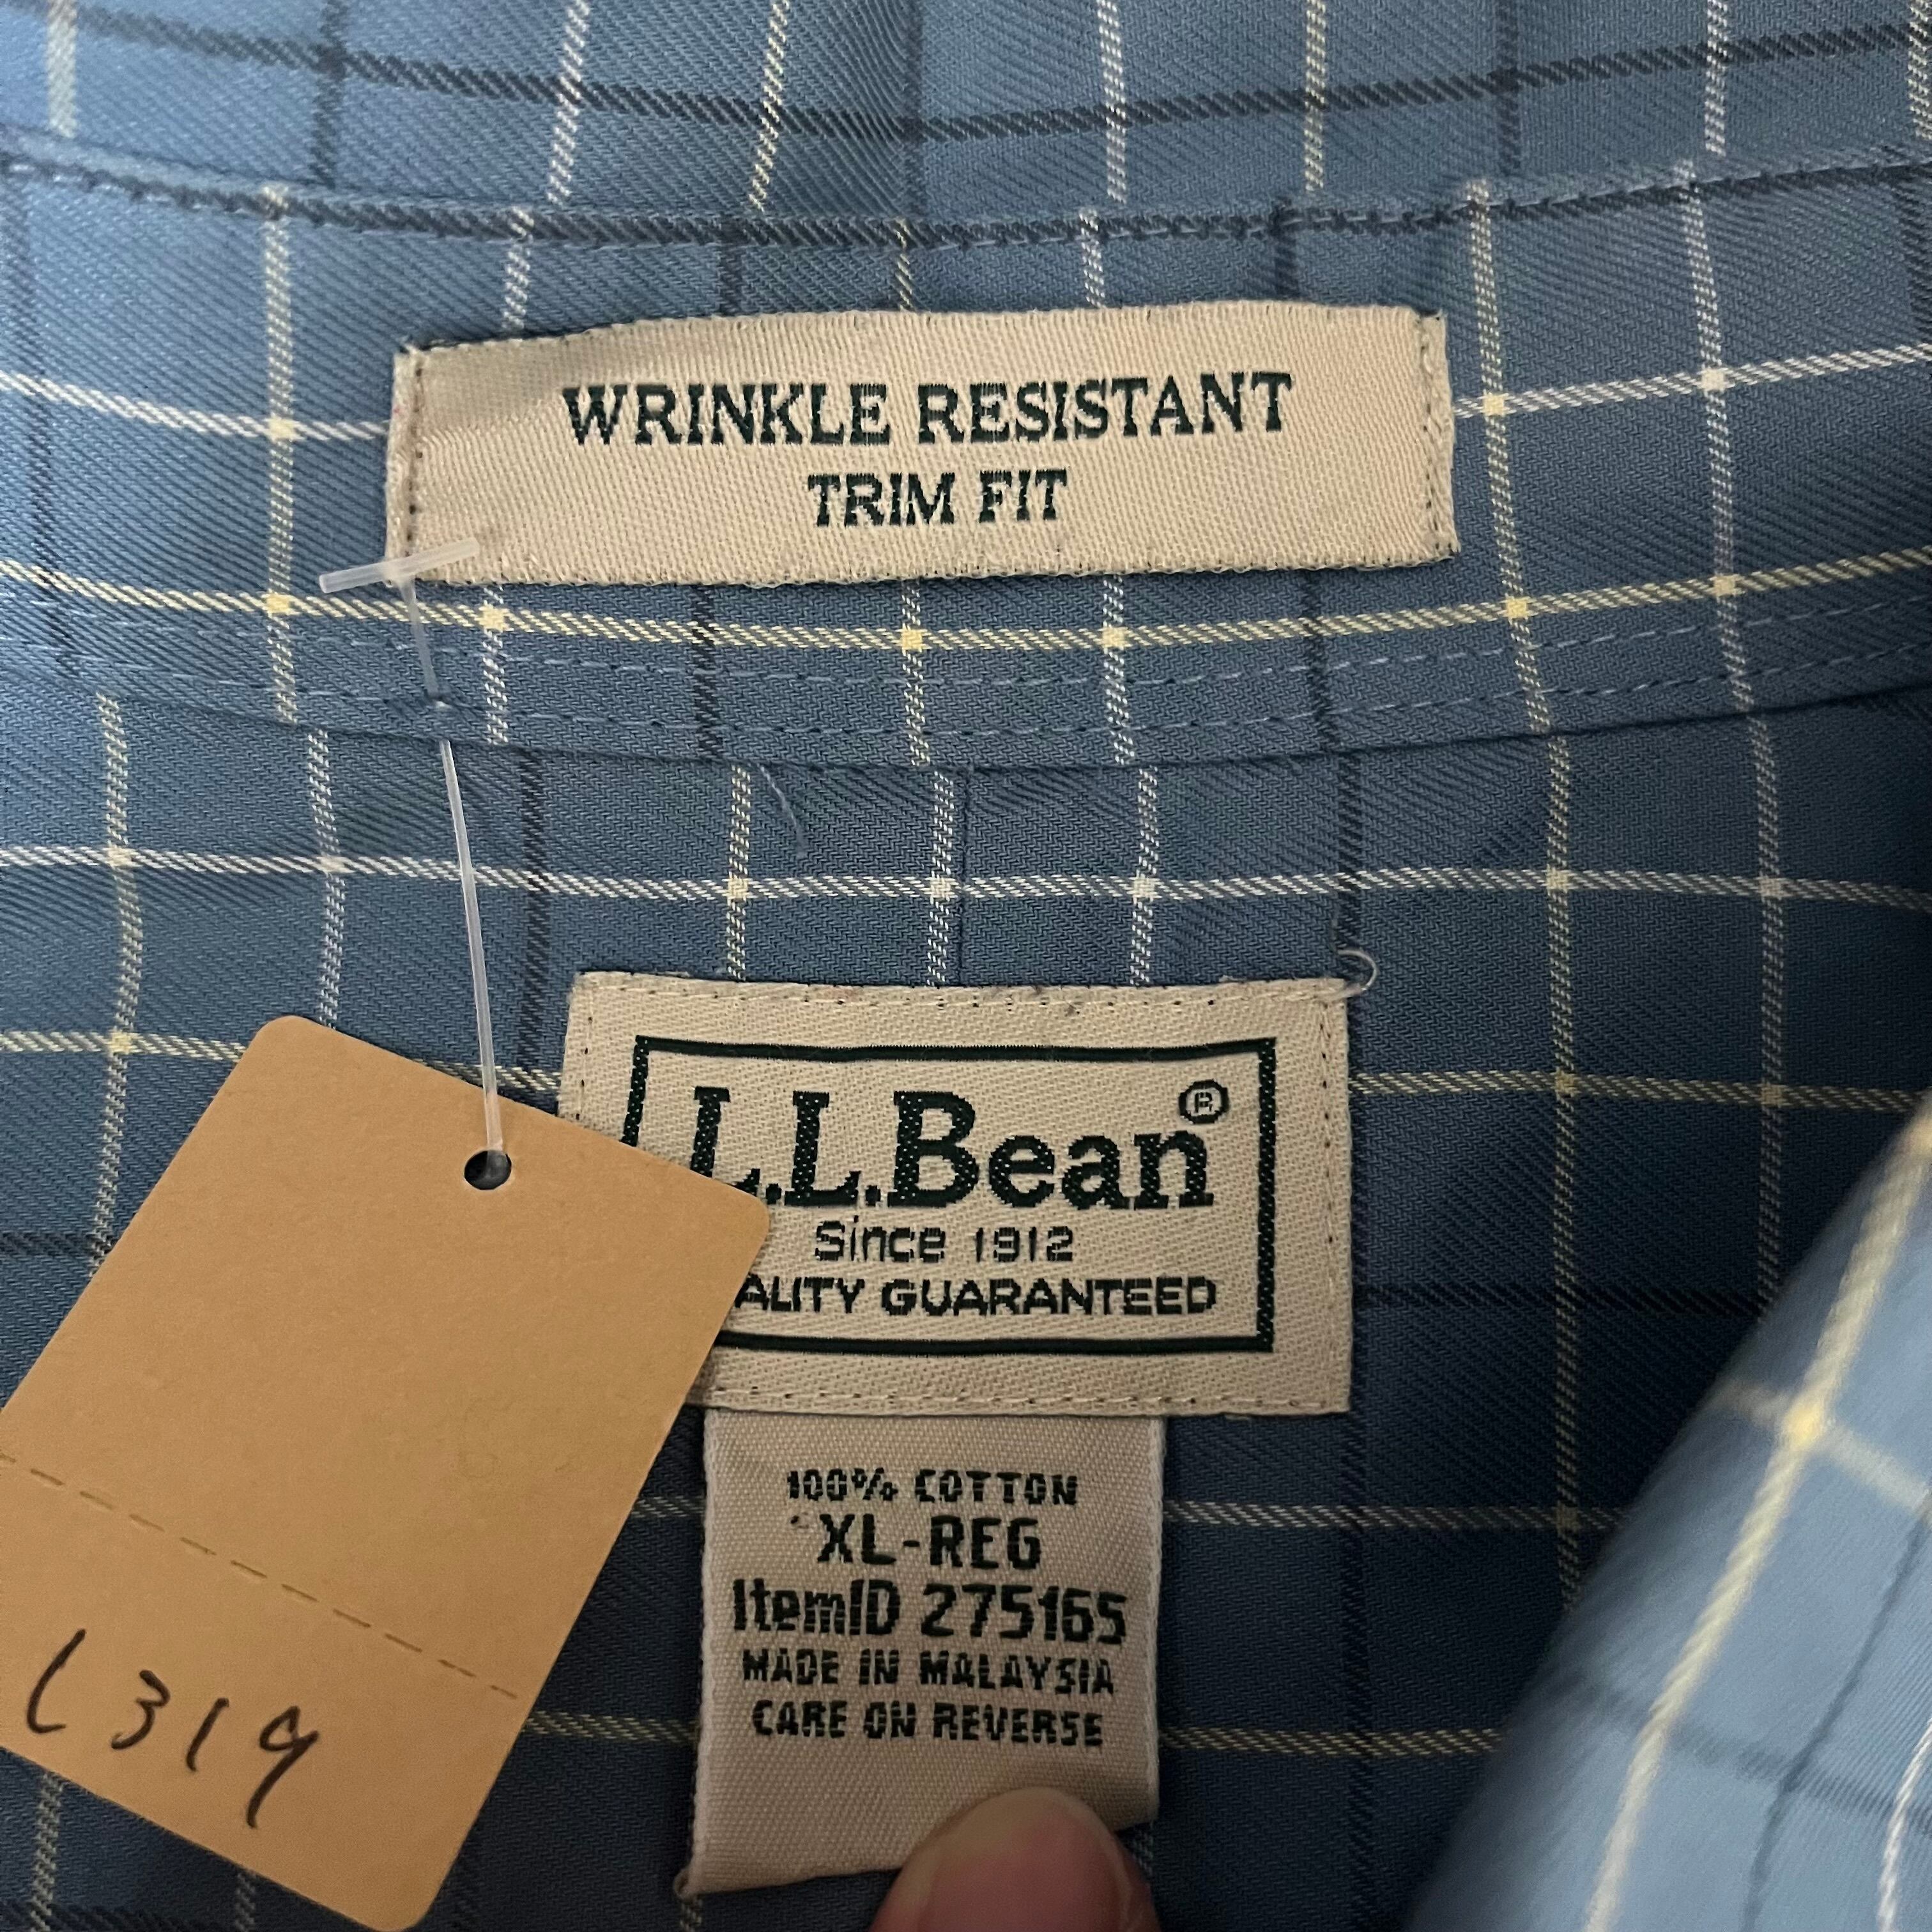 WRINKLE RESISTANT
TRIM FIT
L.L.Bean®
Since 1912
ALITY GUARANTEED
100% COTTON
XL-REG
ItemID 275165
MADE IN MALAYSIA
CARE ON REVERSE
L319